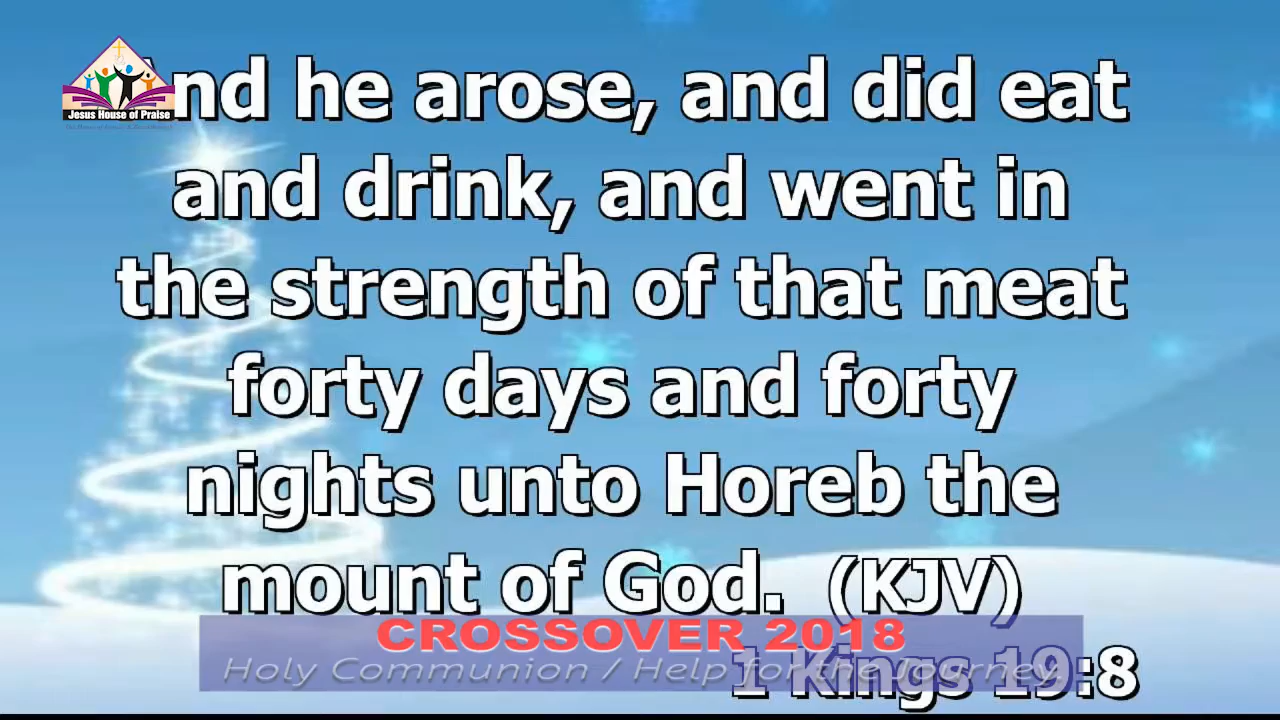 And he arose, and did eat
and drink, and went in
the strength of that meat
forty days and forty
nights unto Horeb the
mount of God. (KJV)
1 Kings 19:8
Jesus House of Praise
CROSSOVER 2018
Holy Communion / Help for the Journey.